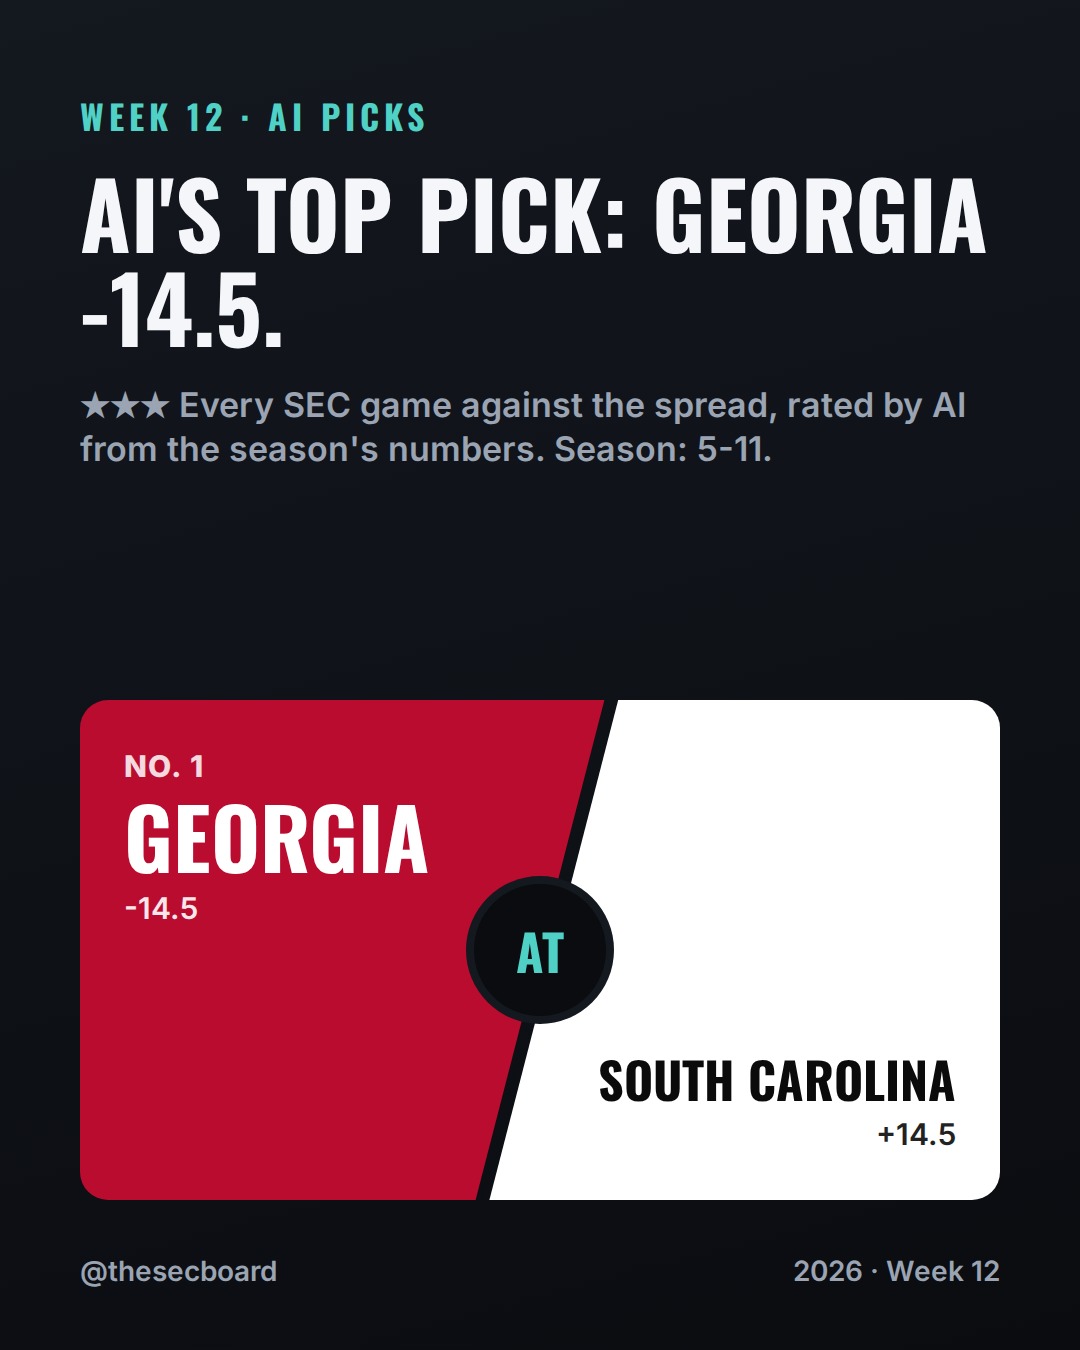 WEEK 12 · AI PICKS
AI'S TOP PICK: GEORGIA
-14.5.
★★★ Every SEC game against the spread, rated by AI
from the season's numbers. Season: 5-11.
NO. 1
GEORGIA
-14.5
AT
SOUTH CAROLINA
+14.5
@thesecboard
2026 · Week 12